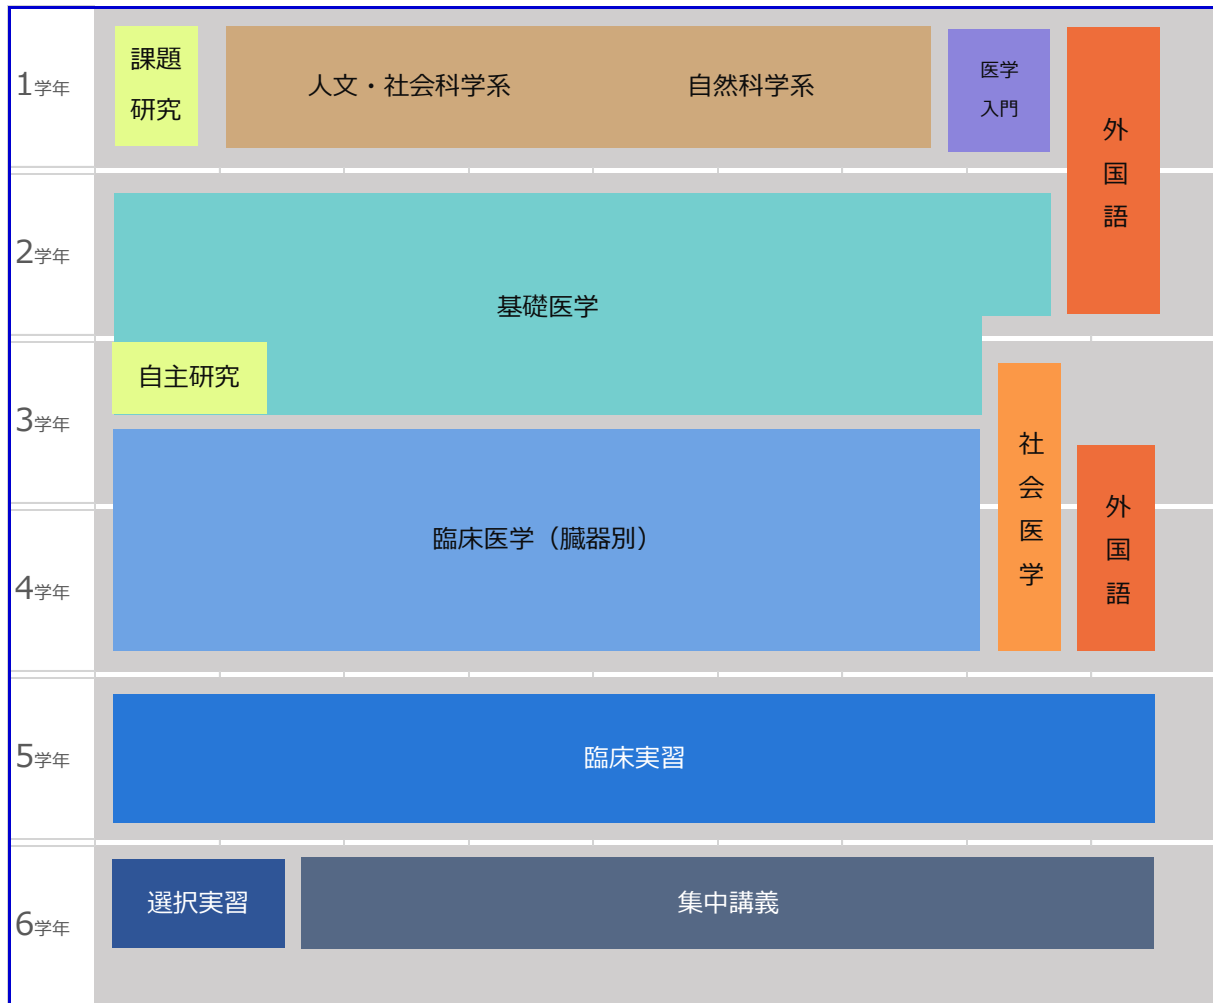 1学年
課題
研究
人文・社会科学系
自然科学系
医学
入門
外
国
語
2学年
基礎医学
自主研究
3学年
社
会
医
学
外
国
語
臨床医学（臓器別）
4学年
5学年
臨床実習
6学年
選択実習
集中講義